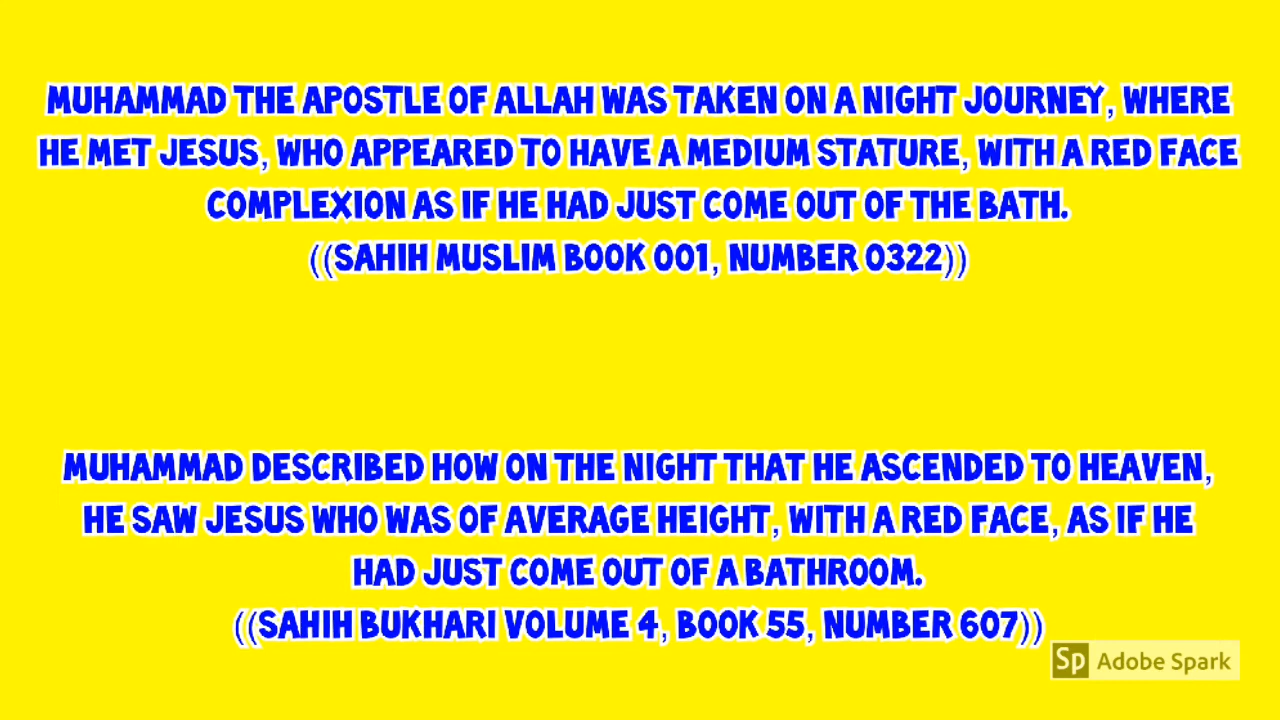 MUHAMMAD THE APOSTLE OF ALLAH WAS TAKEN ON A NIGHT JOURNEY, WHERE
HE MET JESUS, WHO APPEARED TO HAVE A MEDIUM STATURE, WITH A RED FACE
COMPLEXION AS IF HE HAD JUST COME OUT OF THE BATH.
((SAHIH MUSLIM BOOK 001, NUMBER 0322))
MUHAMMAD DESCRIBED HOW ON THE NIGHT THAT HE ASCENDED TO HEAVEN,
HE SAW JESUS WHO WAS OF AVERAGE HEIGHT, WITH A RED FACE, AS IF HE
HAD JUST COME OUT OF A BATHROOM.
((SAHIH BUKHARI VOLUME 4, BOOK 55, NUMBER 607))
Sp Adobe Spark